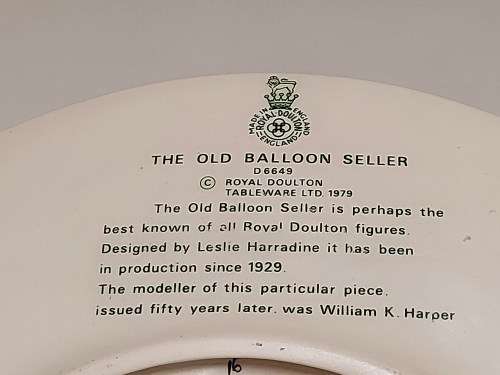 MADE IN ENGLAND
ROYAL DOULTON
ENGLAND
THE OLD BALLOON SELLER
D6649
© ROYAL DOULTON
TABLEWARE LTD. 1979
The Old Balloon Seller is perhaps the
best known of all Royal Doulton figures.
Designed by Leslie Harradine it has been
in production since 1929.
The modeller of this particular piece,
issued fifty years later, was William K. Harper
16